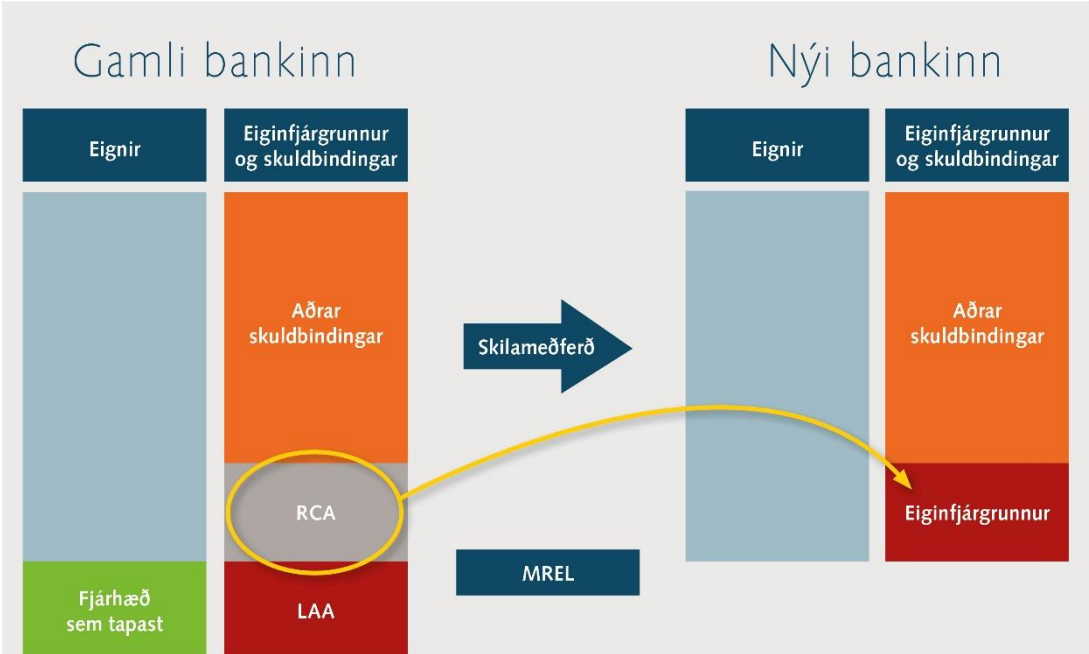 Gamli bankinn
Nýi bankinn
Eignir
Eiginfjárgrunnur
og skuldbindingar
Eignir
Eiginfjárgrunnur
og skuldbindingar
Aðrar
skuldbindingar
Skilameðferð
Aðrar
skuldbindingar
RCA
Eiginfjárgrunnur
MREL
Fjárhæð
sem tapast
LAA